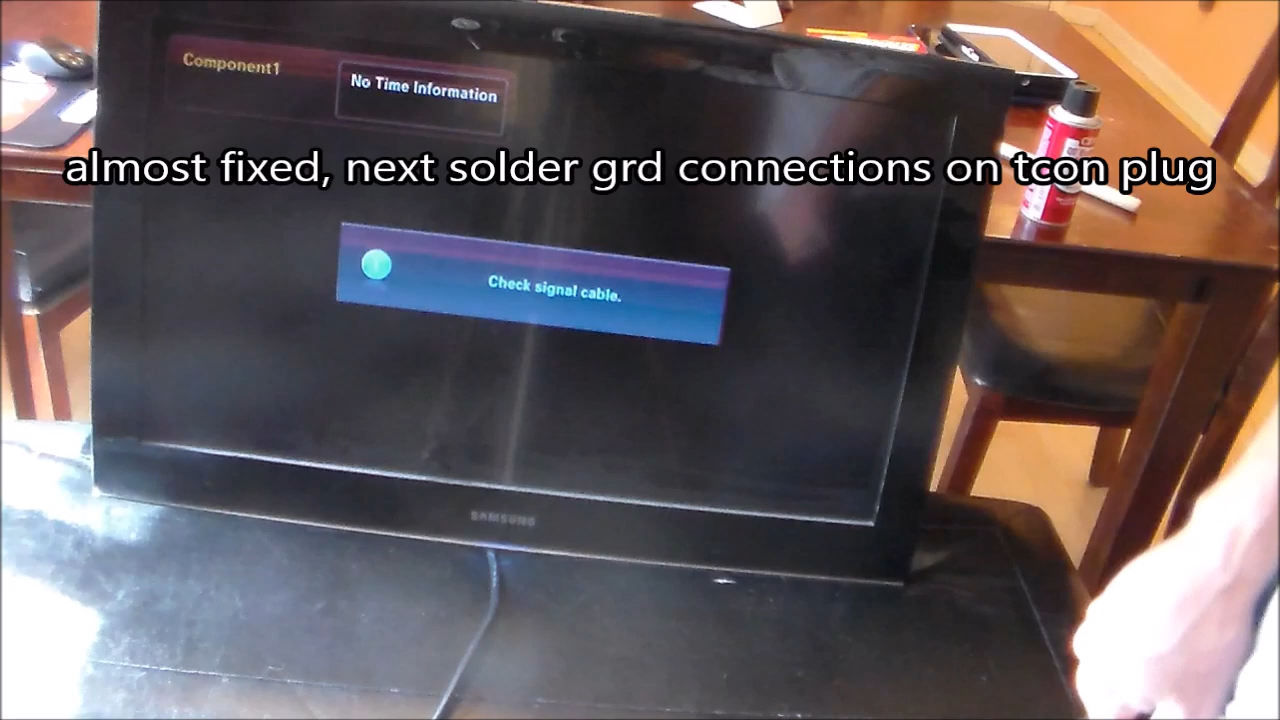 Component1
No Time Information
almost fixed, next solder grd connections on tcon plug
Check signal cable.
SAMSUNG